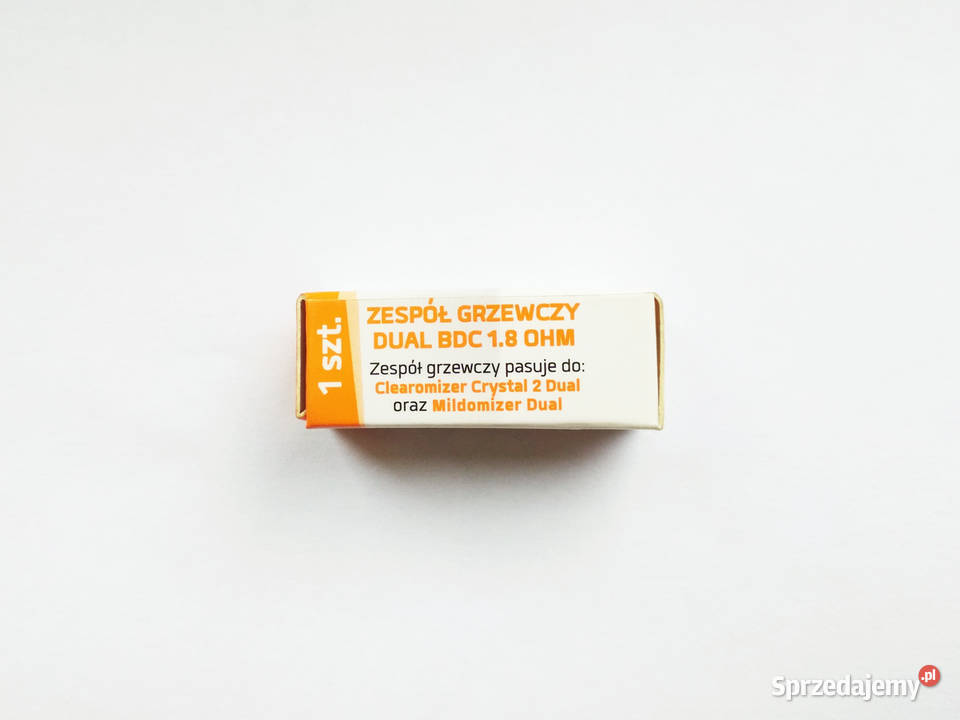 1 szt.
ZESPÓŁ GRZEWCZY
DUAL BDC 1.8 OHM
Zespół grzewczy pasuje do:
Clearomizer Crystal 2 Dual
oraz Mildomizer Dual
Sprzedajemy.pl